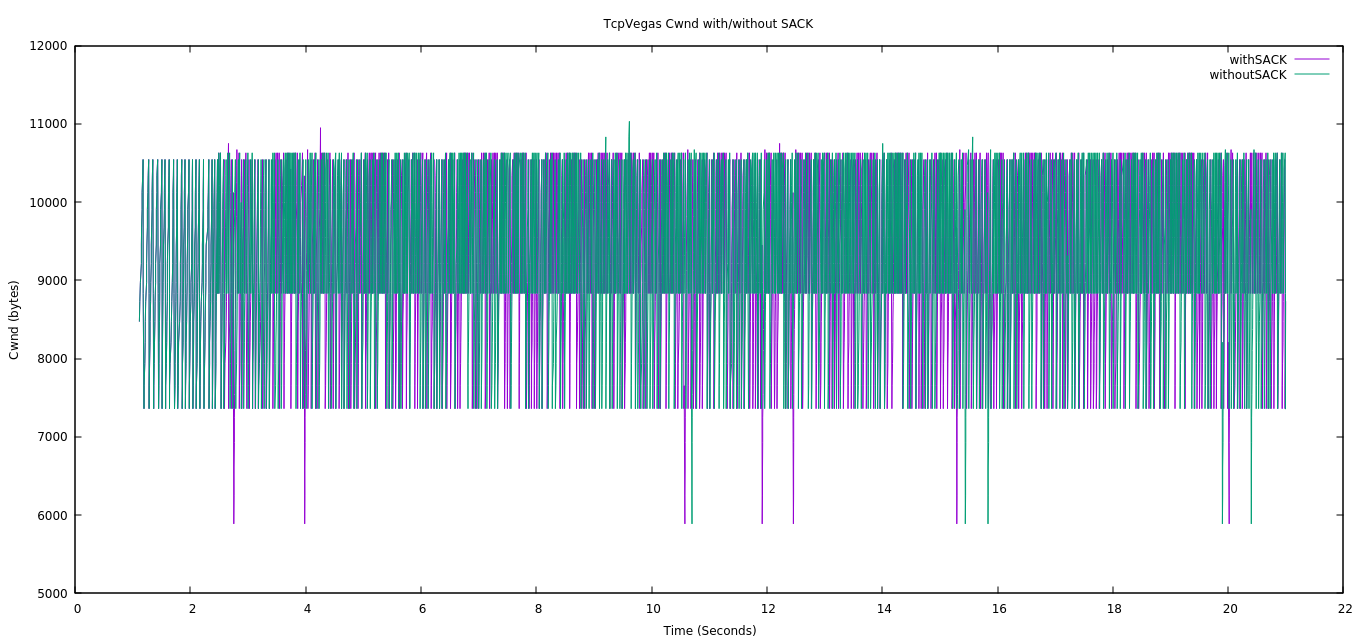 TcpVegas Cwnd with/without SACK
12000
11000
10000
9000
8000
7000
6000
5000
Cwnd (bytes)
withSACK
withoutSACK
0 2 4 6 8 10 12 14 16 18 20 22
Time (Seconds)